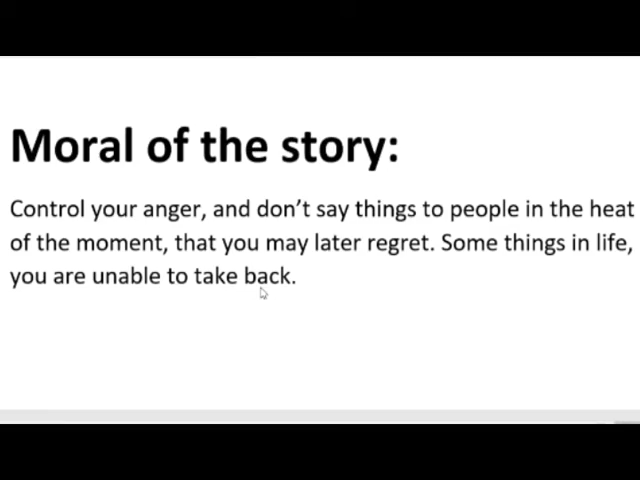 Moral of the story:
Control your anger, and don’t say things to people in the heat
of the moment, that you may later regret. Some things in life,
you are unable to take back.